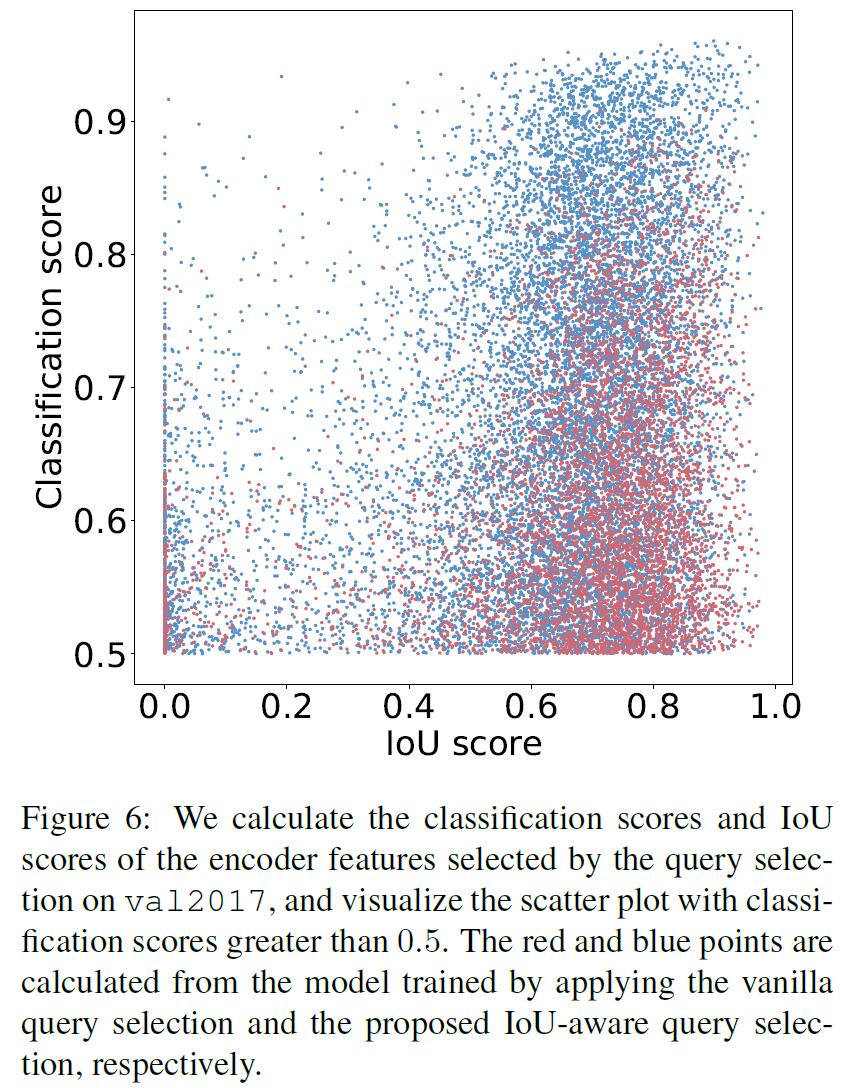 0.9
0.8
0.7
0.6
0.5
Classification score
0.0 0.2 0.4 0.6 0.8 1.0
IoU score
Figure 6: We calculate the classification scores and IoU
scores of the encoder features selected by the query selec-
tion on val2017, and visualize the scatter plot with classi-
fication scores greater than 0.5. The red and blue points are
calculated from the model trained by applying the vanilla
query selection and the proposed IoU-aware query selec-
tion, respectively.